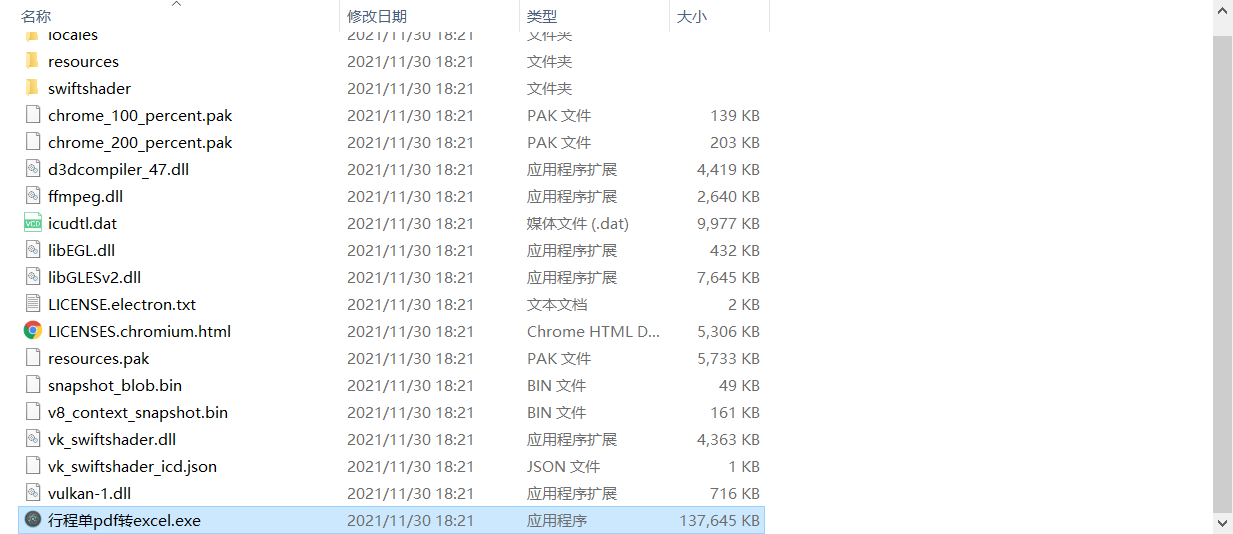 名称 修改日期 类型 大小
locales 2021/11/30 18:21 文件夹
resources 2021/11/30 18:21 文件夹
swiftshader 2021/11/30 18:21 文件夹
chrome_100_percent.pak 2021/11/30 18:21 PAK 文件 139 KB
chrome_200_percent.pak 2021/11/30 18:21 PAK 文件 203 KB
d3dcompiler_47.dll 2021/11/30 18:21 应用程序扩展 4,419 KB
ffmpeg.dll 2021/11/30 18:21 应用程序扩展 2,640 KB
VCD icudtl.dat 2021/11/30 18:21 媒体文件 (.dat) 9,977 KB
libEGL.dll 2021/11/30 18:21 应用程序扩展 432 KB
libGLESv2.dll 2021/11/30 18:21 应用程序扩展 7,645 KB
LICENSE.electron.txt 2021/11/30 18:21 文本文档 2 KB
LICENSES.chromium.html 2021/11/30 18:21 Chrome HTML D... 5,306 KB
resources.pak 2021/11/30 18:21 PAK 文件 5,733 KB
snapshot_blob.bin 2021/11/30 18:21 BIN 文件 49 KB
v8_context_snapshot.bin 2021/11/30 18:21 BIN 文件 161 KB
vk_swiftshader.dll 2021/11/30 18:21 应用程序扩展 4,363 KB
vk_swiftshader_icd.json 2021/11/30 18:21 JSON 文件 1 KB
vulkan-1.dll 2021/11/30 18:21 应用程序扩展 716 KB
行程单pdf转excel.exe 2021/11/30 18:21 应用程序 137,645 KB